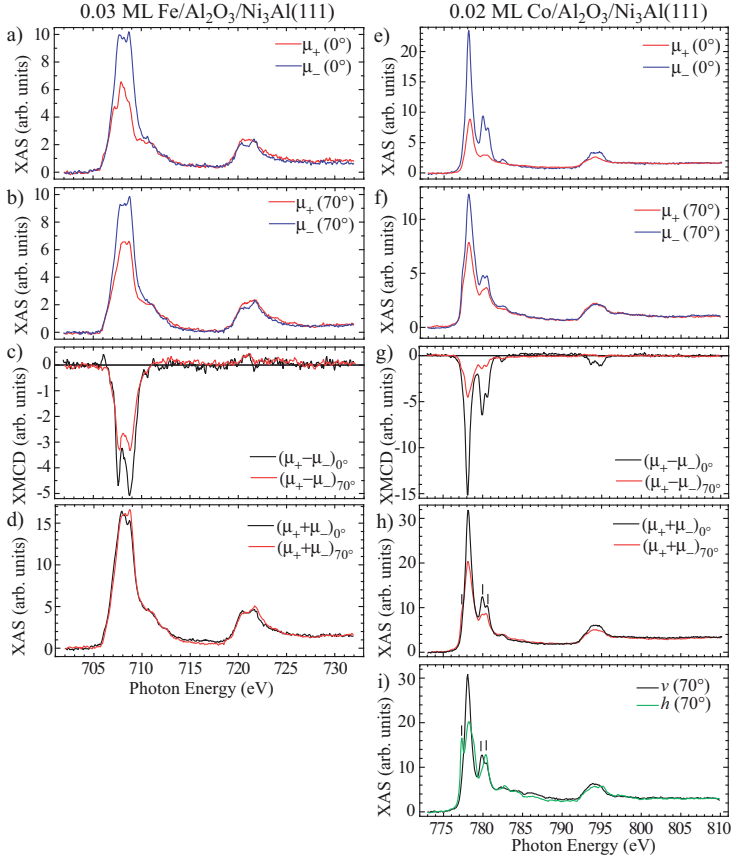 0.03 ML Fe/Al₂O₃/Ni₃Al(111)
a)
μ₊ (0°)
μ₋ (0°)
XAS (arb. units)
10
8
6
4
2
0
b)
μ₊ (70°)
μ₋ (70°)
XAS (arb. units)
10
8
6
4
2
0
c)
(μ₊−μ₋)₀°
(μ₊−μ₋)₇₀°
XMCD (arb. units)
0
-1
-2
-3
-4
-5
d)
(μ₊+μ₋)₀°
(μ₊+μ₋)₇₀°
XAS (arb. units)
15
10
5
0
705 710 715 720 725 730
Photon Energy (eV)
0.02 ML Co/Al₂O₃/Ni₃Al(111)
e)
μ₊ (0°)
μ₋ (0°)
XAS (arb. units)
20
15
10
5
0
f)
μ₊ (70°)
μ₋ (70°)
XAS (arb. units)
10
5
0
g)
(μ₊−μ₋)₀°
(μ₊−μ₋)₇₀°
XMCD (arb. units)
0
-5
-10
-15
h)
(μ₊+μ₋)₀°
(μ₊+μ₋)₇₀°
XAS (arb. units)
30
20
10
0
i)
v (70°)
h (70°)
XAS (arb. units)
30
20
10
0
775 780 785 790 795 800 805 810
Photon Energy (eV)